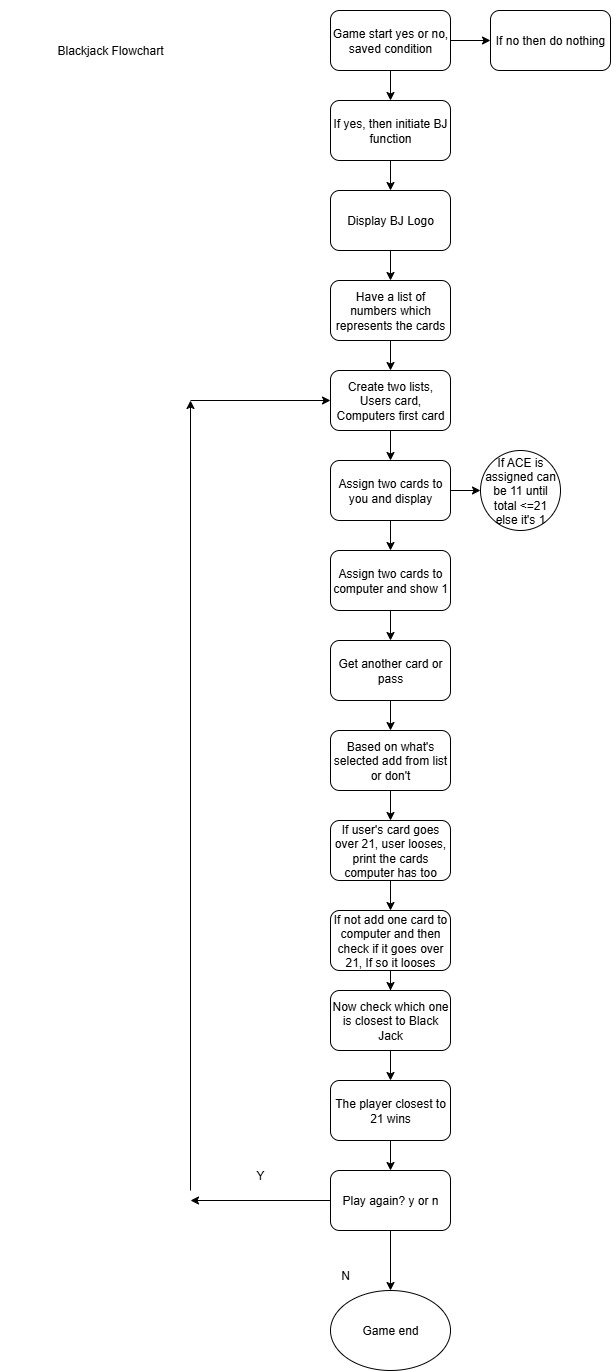 Game start yes or no,
saved condition
If no then do nothing
Blackjack Flowchart
If yes, then initiate BJ
function
Display BJ Logo
Have a list of
numbers which
represents the cards
Create two lists,
Users card,
Computers first card
Assign two cards to
you and display
If ACE is
assigned can
be 11 until
total <=21
else it's 1
Assign two cards to
computer and show 1
Get another card or
pass
Based on what's
selected add from list
or don't
If user's card goes
over 21, user looses,
print the cards
computer has too
If not add one card to
computer and then
check if it goes over
21, If so it looses
Now check which one
is closest to Black
Jack
The player closest to
21 wins
Y
Play again? y or n
N
Game end